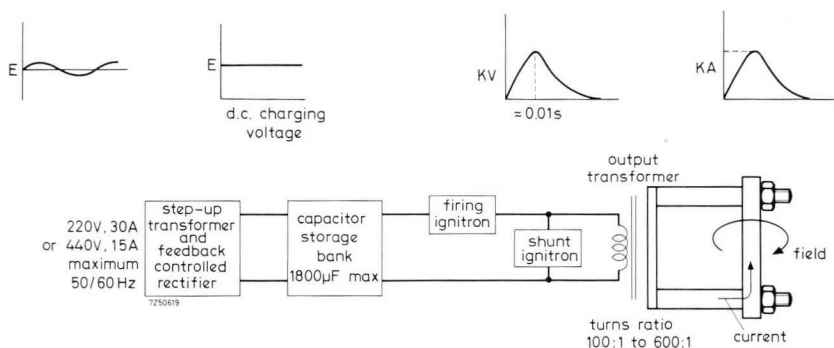 E
E
KV
KA
d.c. charging
voltage
≈ 0.01s
output
transformer
220V, 30A
or 440V, 15A
maximum
50/60 Hz
step-up
transformer
and
feedback
controlled
rectifier
7Z50619
capacitor
storage
bank
1800µF max
firing
ignitron
shunt
ignitron
field
turns ratio
100:1 to 600:1
current